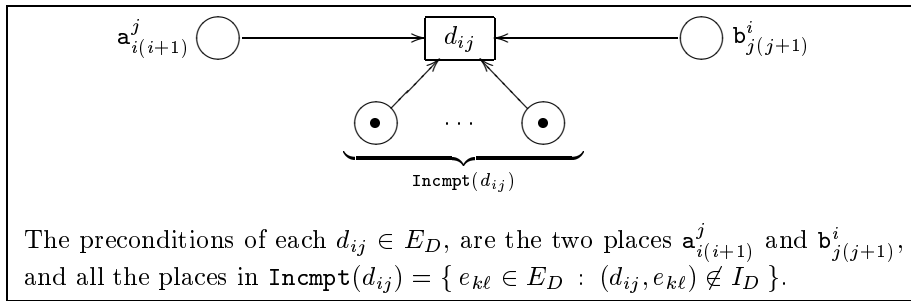 a^j_{i(i+1)} d_{ij} b^i_{j(j+1)}
...
Incmpt(d_{ij})
The preconditions of each d_{ij} ∈ E_D, are the two places a^j_{i(i+1)} and b^i_{j(j+1)},
and all the places in Incmpt(d_{ij}) = { e_{kℓ} ∈ E_D : (d_{ij}, e_{kℓ}) ∉ I_D }.